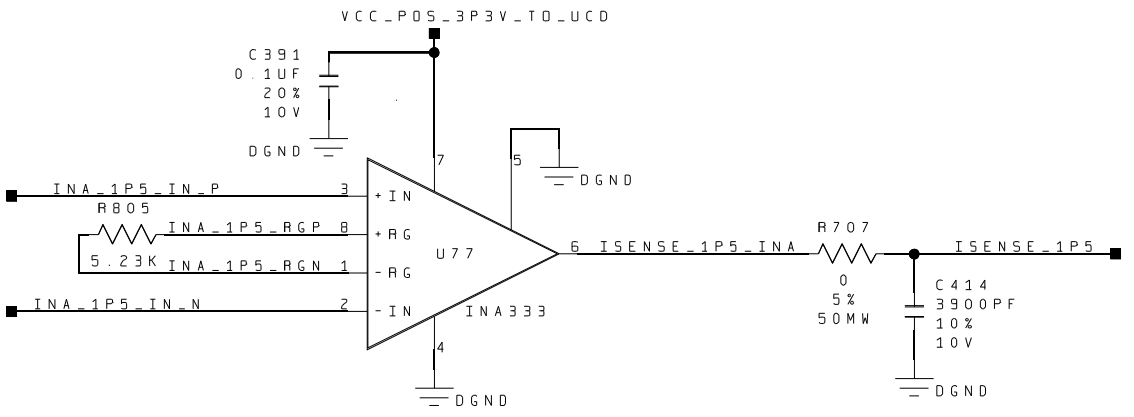 VCC_POS_3P3V_TO_UCD
C391
0.1UF
20%
10V
DGND
7
5
DGND
INA_1P5_IN_P
3
+IN
R805
INA_1P5_RGP
8
+RG
5.23K
INA_1P5_RGN
1
-RG
INA_1P5_IN_N
2
-IN
U77
INA333
4
DGND
6
ISENSE_1P5_INA
R707
0
5%
50MW
ISENSE_1P5
C414
3900PF
10%
10V
DGND